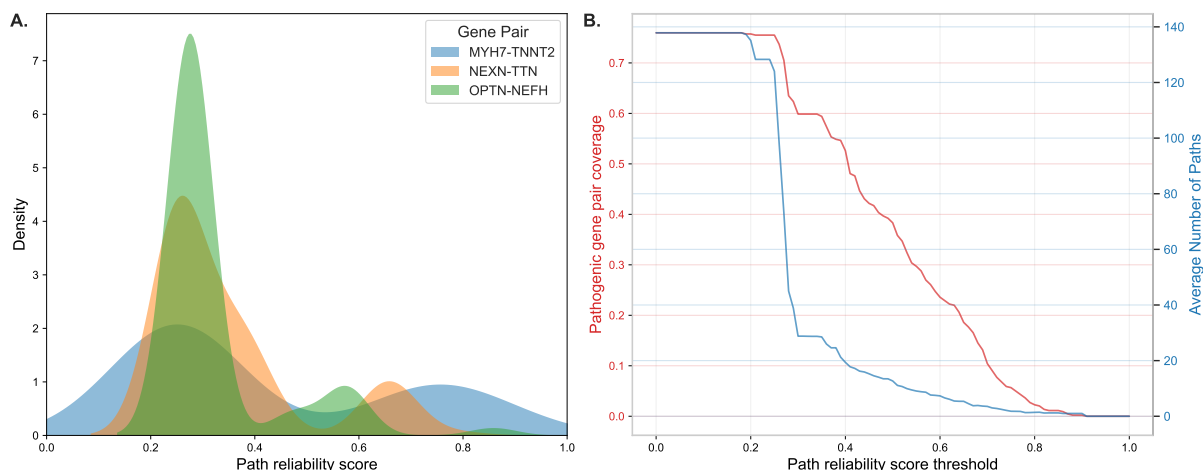 A.
Gene Pair
MYH7-TNNT2
NEXN-TTN
OPTN-NEFH
Density
7
6
5
4
3
2
1
0
0.0 0.2 0.4 0.6 0.8 1.0
Path reliability score
B.
Pathogenic gene pair coverage
0.7
0.6
0.5
0.4
0.3
0.2
0.1
0.0
140
120
100
80
60
40
20
0
Average Number of Paths
0.0 0.2 0.4 0.6 0.8 1.0
Path reliability score threshold